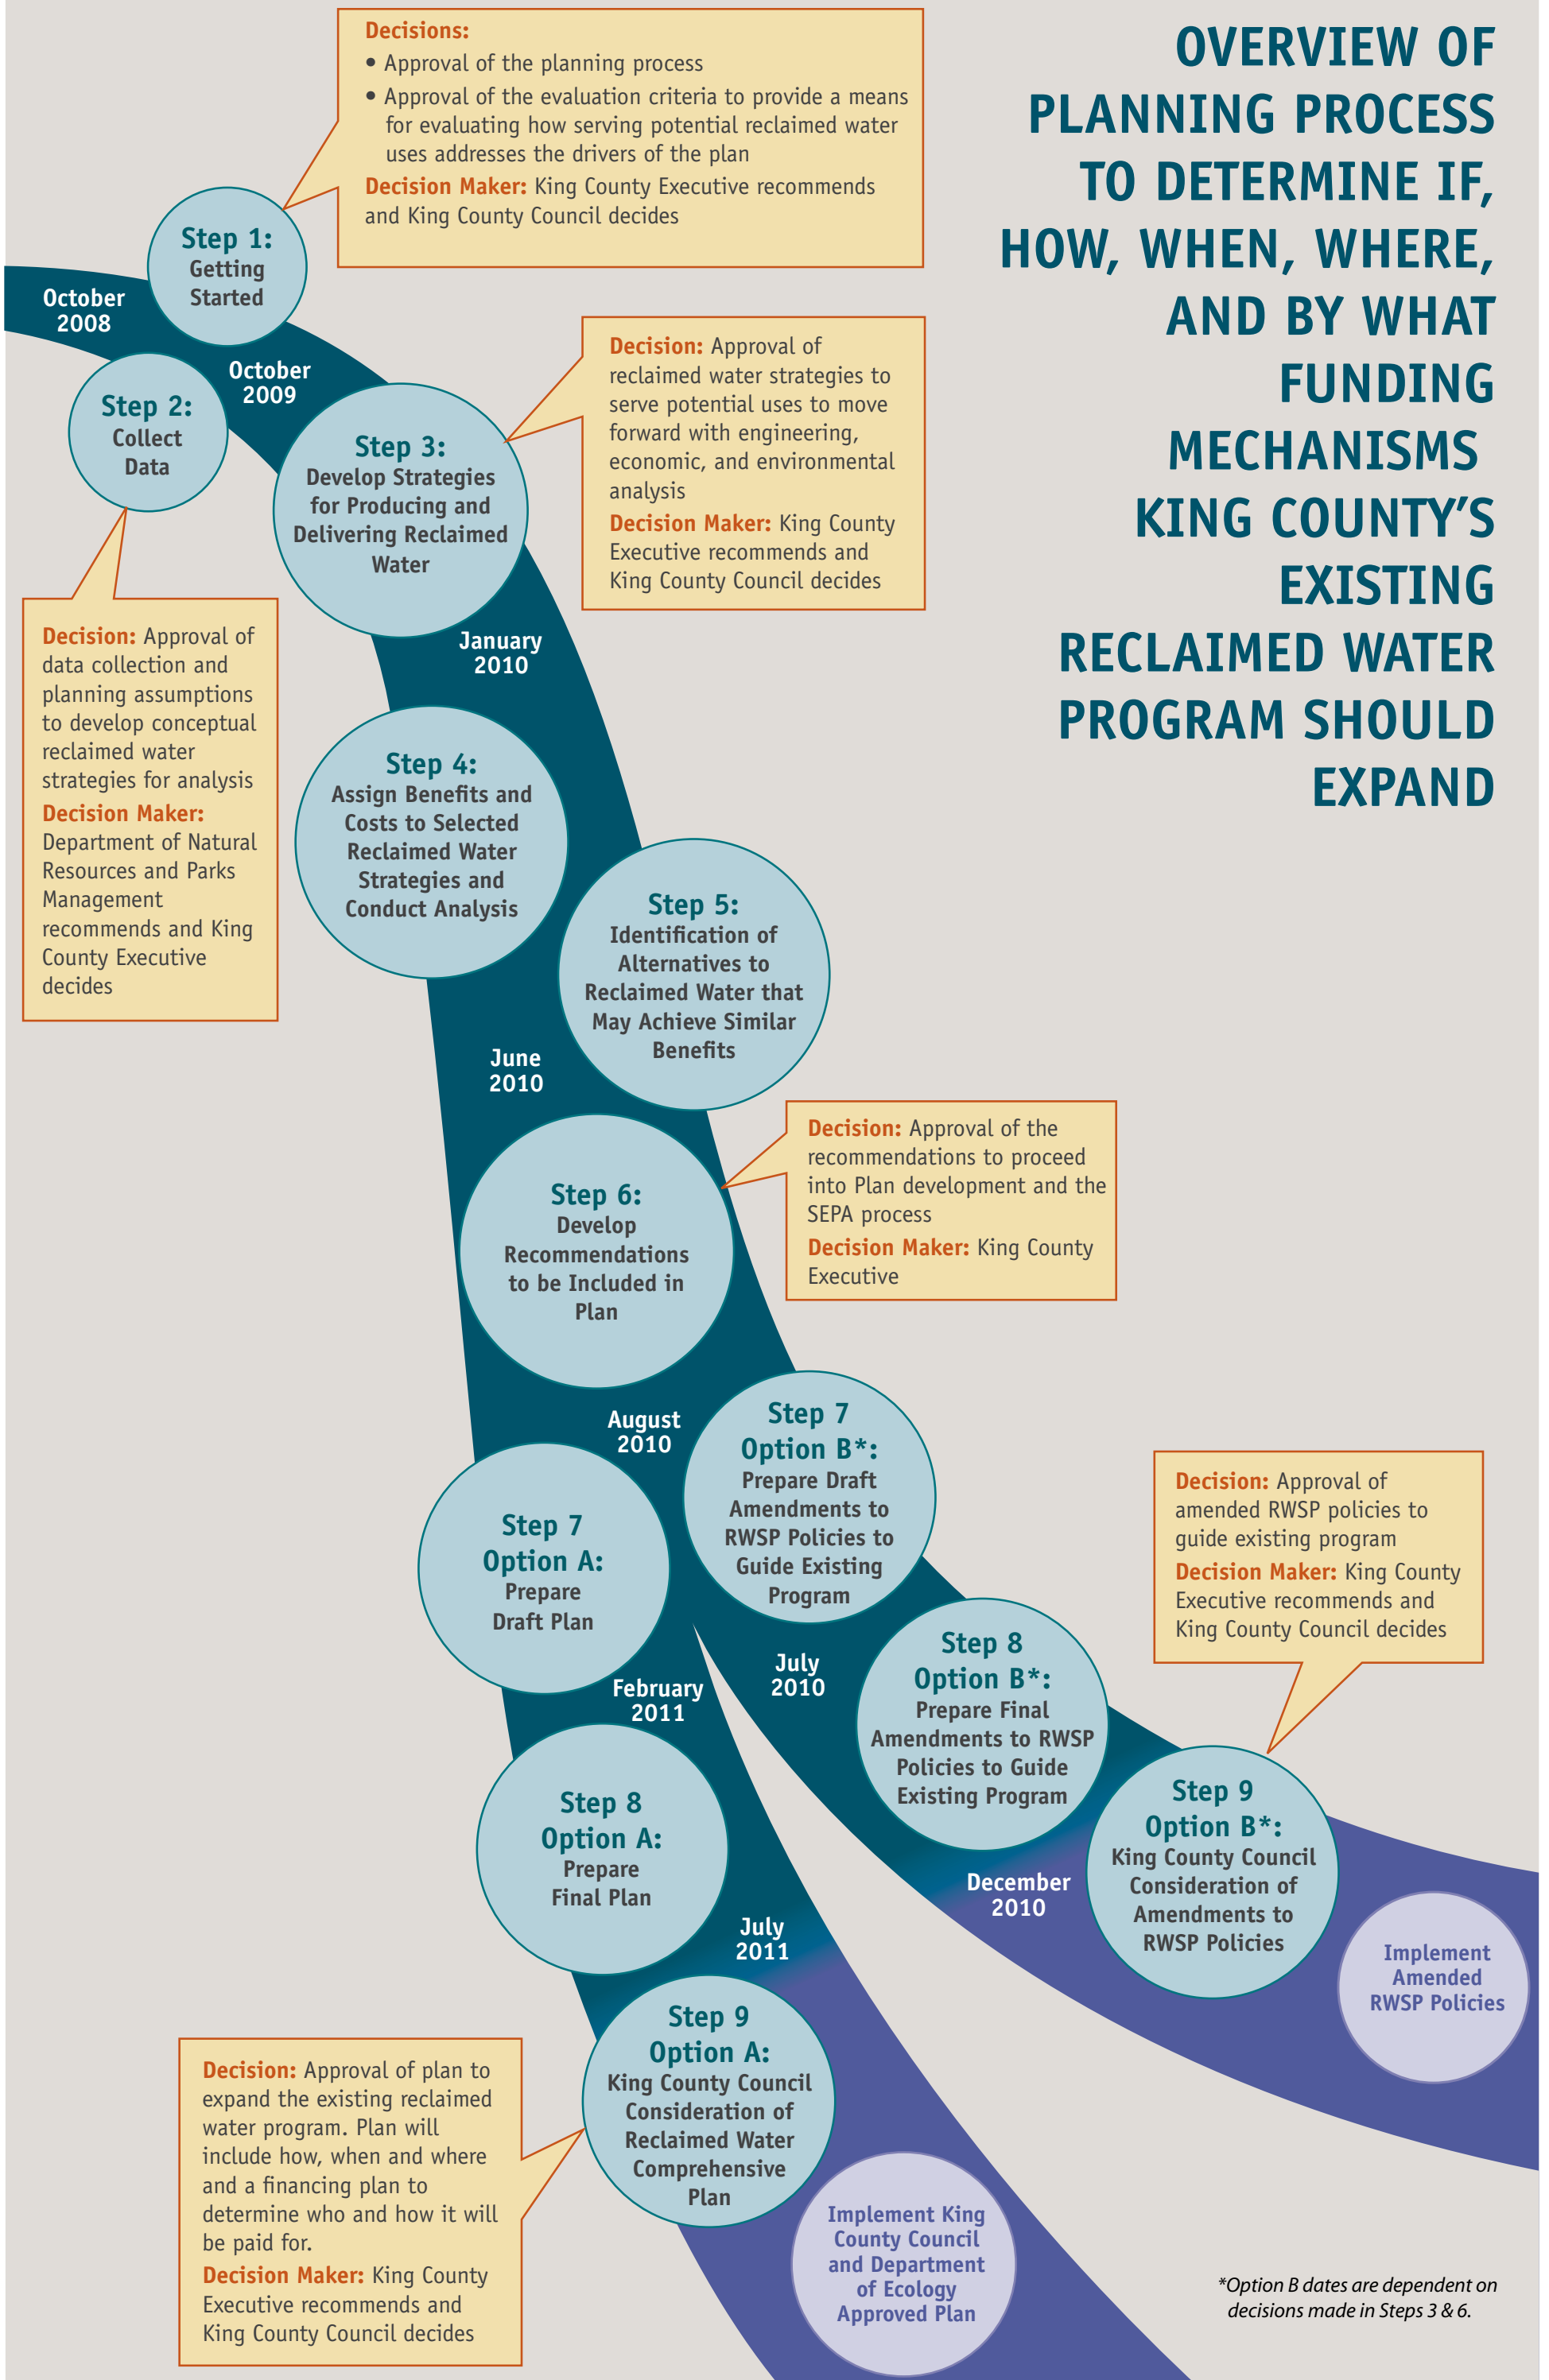 OVERVIEW OF
PLANNING PROCESS
TO DETERMINE IF,
HOW, WHEN, WHERE,
AND BY WHAT
FUNDING
MECHANISMS
KING COUNTY'S
EXISTING
RECLAIMED WATER
PROGRAM SHOULD
EXPAND
Decisions:
• Approval of the planning process
• Approval of the evaluation criteria to provide a means
for evaluating how serving potential reclaimed water
uses addresses the drivers of the plan
Decision Maker: King County Executive recommends
and King County Council decides
Step 1:
Getting
Started
October
2008
October
2009
Step 2:
Collect
Data
Decision: Approval of
data collection and
planning assumptions
to develop conceptual
reclaimed water
strategies for analysis
Decision Maker:
Department of Natural
Resources and Parks
Management
recommends and King
County Executive
decides
Step 3:
Develop Strategies
for Producing and
Delivering Reclaimed
Water
Decision: Approval of
reclaimed water strategies to
serve potential uses to move
forward with engineering,
economic, and environmental
analysis
Decision Maker: King County
Executive recommends and
King County Council decides
January
2010
Step 4:
Assign Benefits and
Costs to Selected
Reclaimed Water
Strategies and
Conduct Analysis
Step 5:
Identification of
Alternatives to
Reclaimed Water that
May Achieve Similar
Benefits
June
2010
Step 6:
Develop
Recommendations
to be Included in
Plan
Decision: Approval of the
recommendations to proceed
into Plan development and the
SEPA process
Decision Maker: King County
Executive
August
2010
Step 7
Option A:
Prepare
Draft Plan
Step 7
Option B*:
Prepare Draft
Amendments to
RWSP Policies to
Guide Existing
Program
July
2010
February
2011
Step 8
Option B*:
Prepare Final
Amendments to RWSP
Policies to Guide
Existing Program
Decision: Approval of
amended RWSP policies to
guide existing program
Decision Maker: King County
Executive recommends and
King County Council decides
Step 8
Option A:
Prepare
Final Plan
December
2010
Step 9
Option B*:
King County Council
Consideration of
Amendments to
RWSP Policies
Implement
Amended
RWSP Policies
July
2011
Step 9
Option A:
King County Council
Consideration of
Reclaimed Water
Comprehensive
Plan
Decision: Approval of plan to
expand the existing reclaimed
water program. Plan will
include how, when and where
and a financing plan to
determine who and how it will
be paid for.
Decision Maker: King County
Executive recommends and
King County Council decides
Implement King
County Council
and Department
of Ecology
Approved Plan
*Option B dates are dependent on
decisions made in Steps 3 & 6.